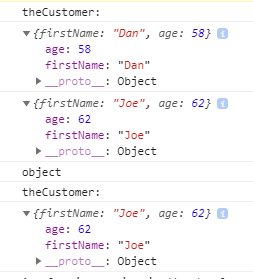 theCustomer:
▼{firstName: "Dan", age: 58} i
age: 58
firstName: "Dan"
▶__proto__: Object
▼{firstName: "Joe", age: 62} i
age: 62
firstName: "Joe"
▶__proto__: Object
object
theCustomer:
▼{firstName: "Joe", age: 62} i
age: 62
firstName: "Joe"
▶__proto__: Object